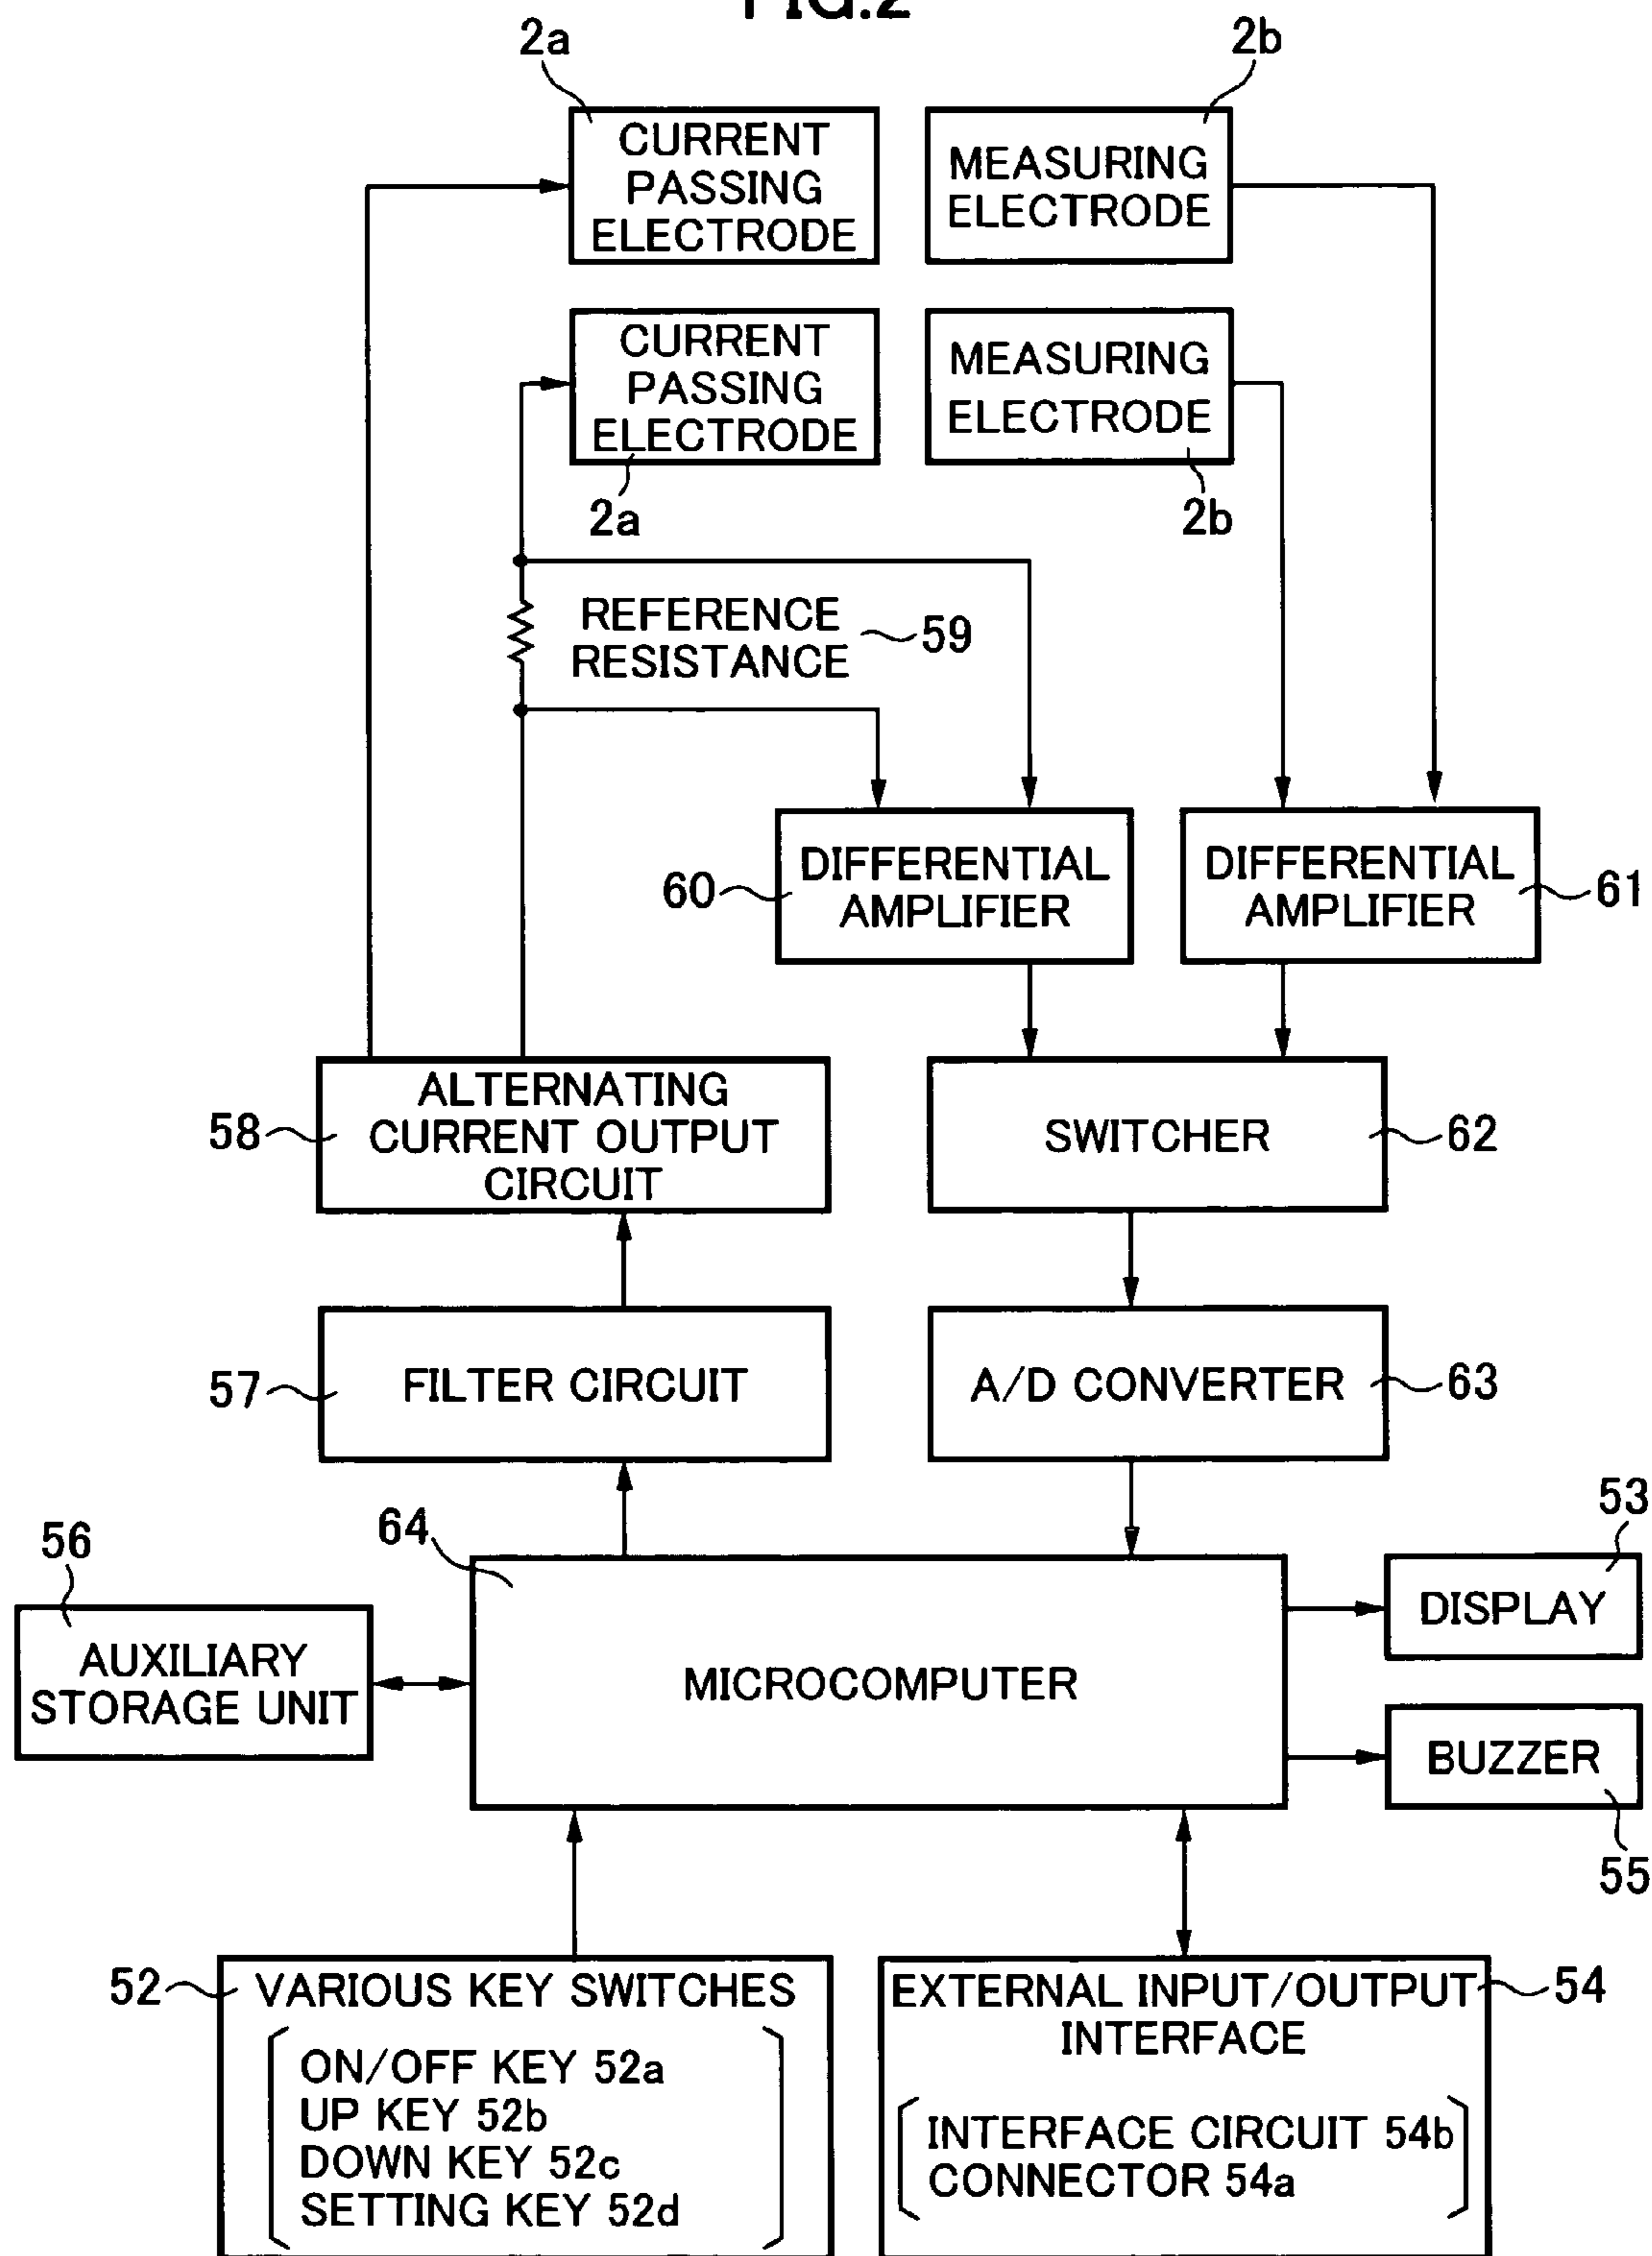 FIG.2
2a
2b
CURRENT
PASSING
ELECTRODE
MEASURING
ELECTRODE
CURRENT
PASSING
ELECTRODE
MEASURING
ELECTRODE
2a
2b
REFERENCE
RESISTANCE
59
60
DIFFERENTIAL
AMPLIFIER
DIFFERENTIAL
AMPLIFIER
61
58
ALTERNATING
CURRENT OUTPUT
CIRCUIT
SWITCHER
62
57
FILTER CIRCUIT
A/D CONVERTER
63
56
64
53
AUXILIARY
STORAGE UNIT
MICROCOMPUTER
DISPLAY
BUZZER
55
52
VARIOUS KEY SWITCHES
ON/OFF KEY 52a
UP KEY 52b
DOWN KEY 52c
SETTING KEY 52d
EXTERNAL INPUT/OUTPUT
INTERFACE
54
INTERFACE CIRCUIT 54b
CONNECTOR 54a